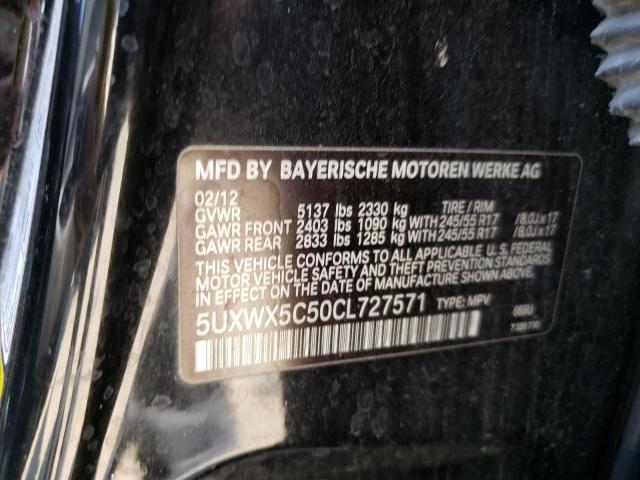 MFD BY BAYERISCHE MOTOREN WERKE AG
02/12
GVWR 5137 lbs 2330 kg TIRE / RIM
GAWR FRONT 2403 lbs 1090 kg WITH 245/55 R17 /8.0J x 17
GAWR REAR 2833 lbs 1285 kg WITH 245/55 R17 /8.0J x 17
THIS VEHICLE CONFORMS TO ALL APPLICABLE U.S. FEDERAL
MOTOR VEHICLE SAFETY AND THEFT PREVENTION STANDARDS
IN EFFECT ON THE DATE OF MANUFACTURE SHOWN ABOVE.
5UXWX5C50CL727571 TYPE: MPV